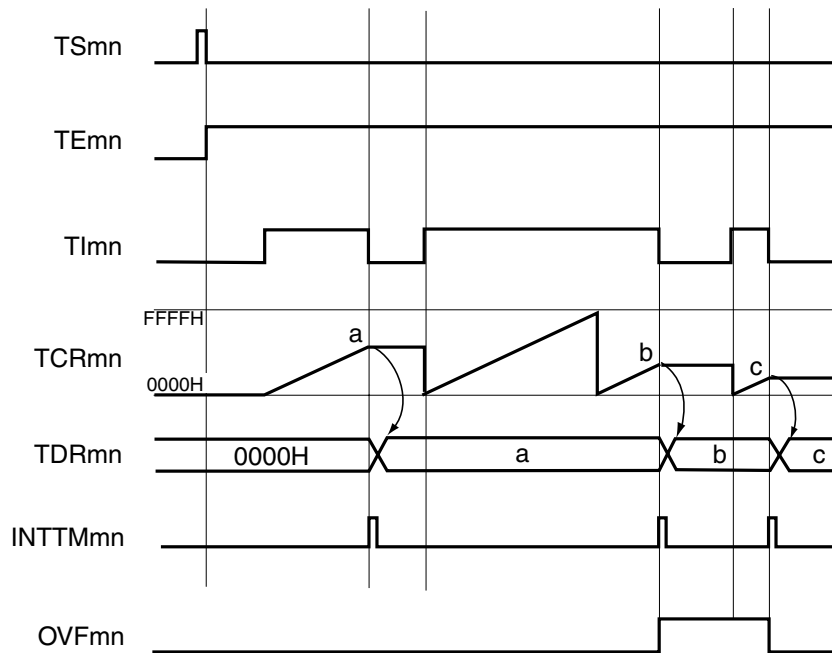 TSmn
TEmn
TImn
FFFFH
a
b
TCRmn
c
0000H
TDRmn
0000H
a
b
c
INTTMmn
OVFmn